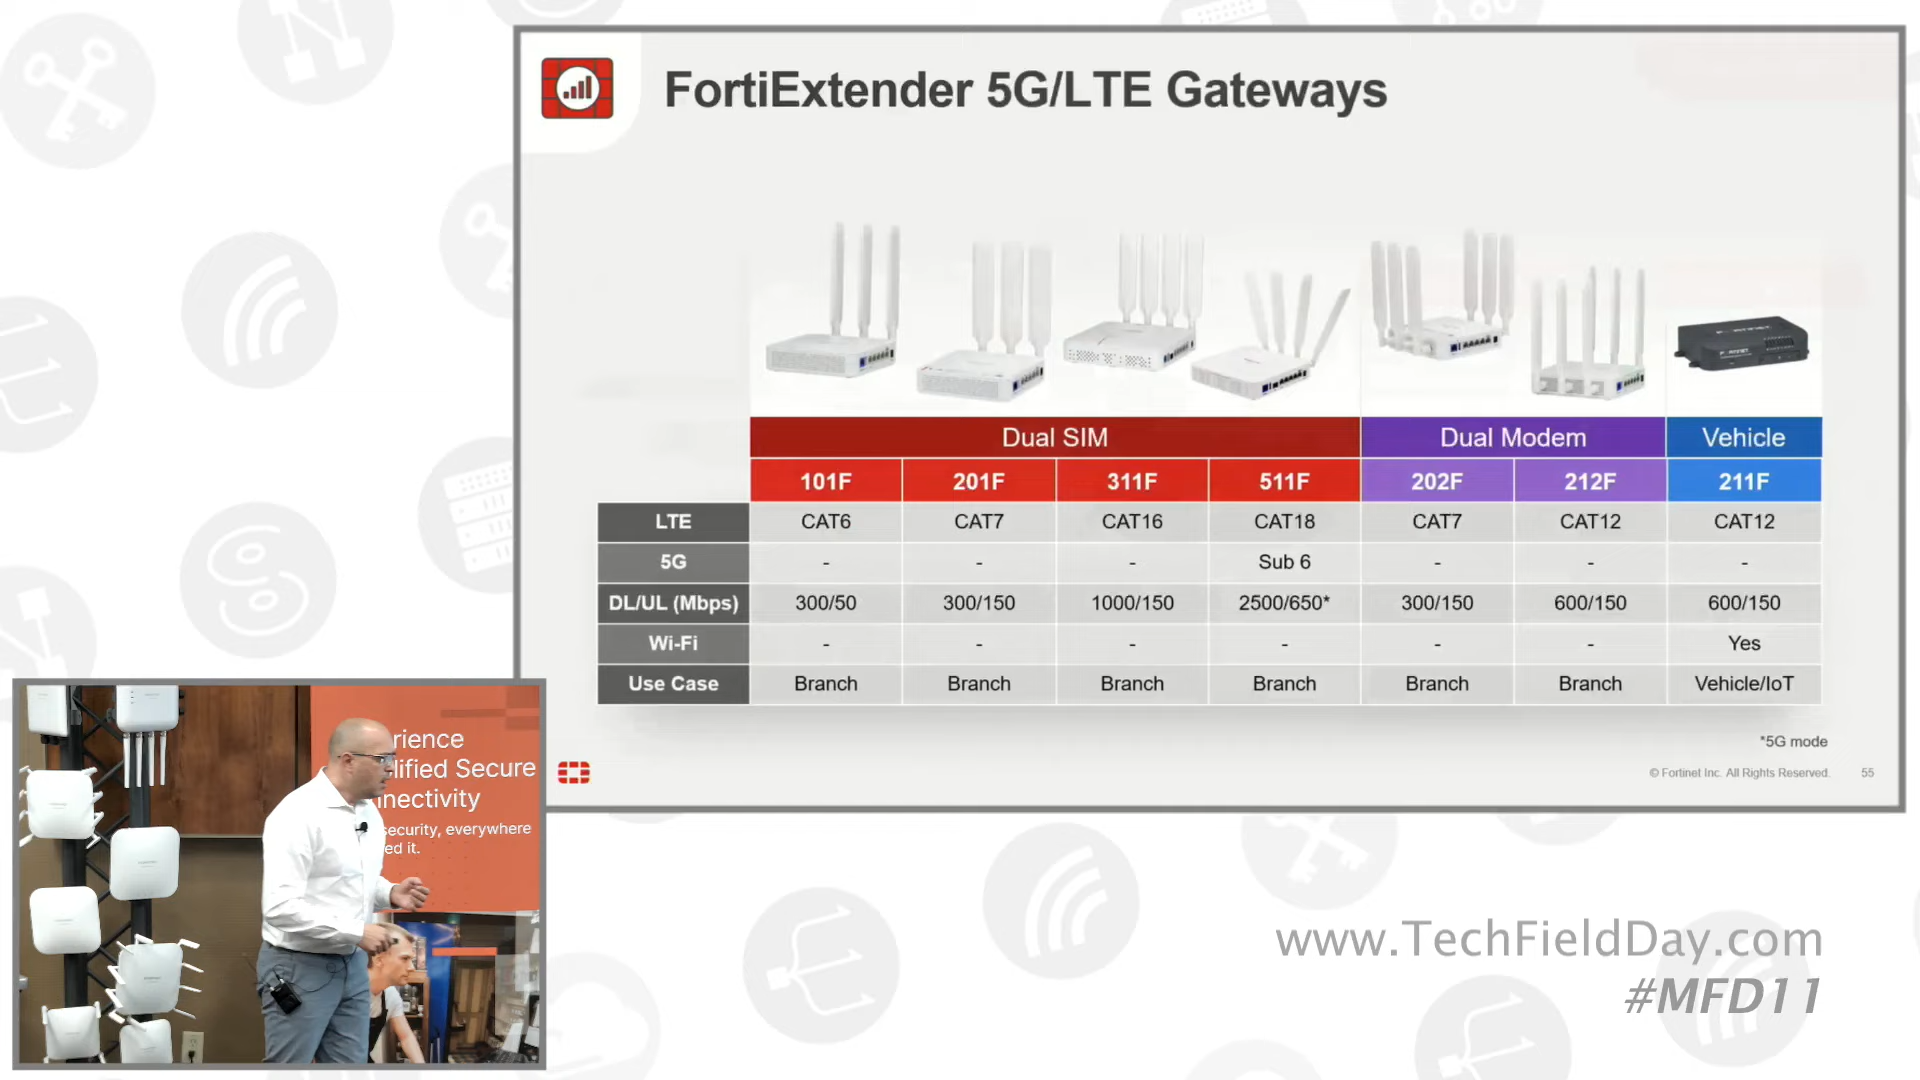 FortiExtender 5G/LTE Gateways
Dual SIM Dual Modem Vehicle
101F 201F 311F 511F 202F 212F 211F
LTE CAT6 CAT7 CAT16 CAT18 CAT7 CAT12 CAT12
5G - - - Sub 6 - - -
DL/UL (Mbps) 300/50 300/150 1000/150 2500/650* 300/150 600/150 600/150
Wi-Fi - - - - - - Yes
Use Case Branch Branch Branch Branch Branch Branch Vehicle/IoT
*5G mode
© Fortinet Inc. All Rights Reserved. 55
rience
lified Secure
nectivity
security, everywhere
ed it.
www.TechFieldDay.com
#MFD11